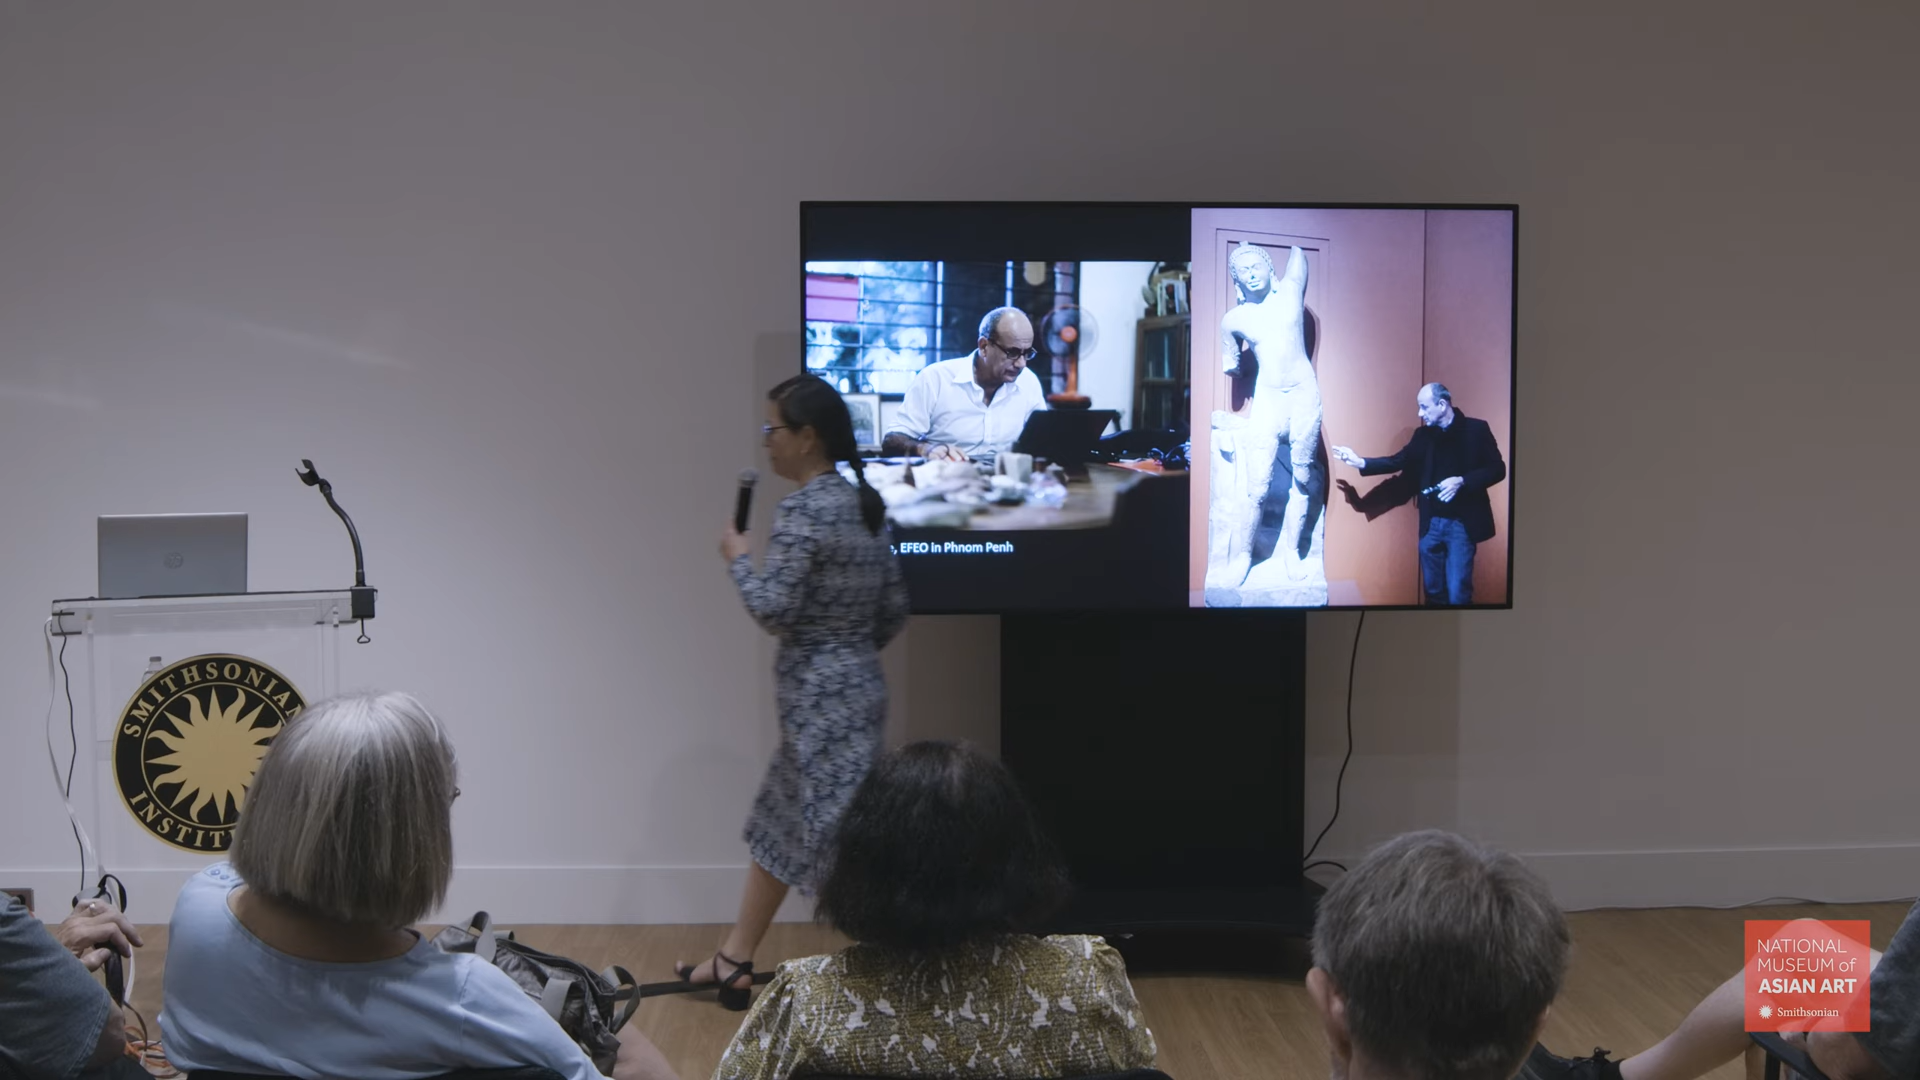 , EFEO in Phnom Penh
SMITHSONIAN
INSTIT
NATIONAL
MUSEUM of
ASIAN ART
Smithsonian